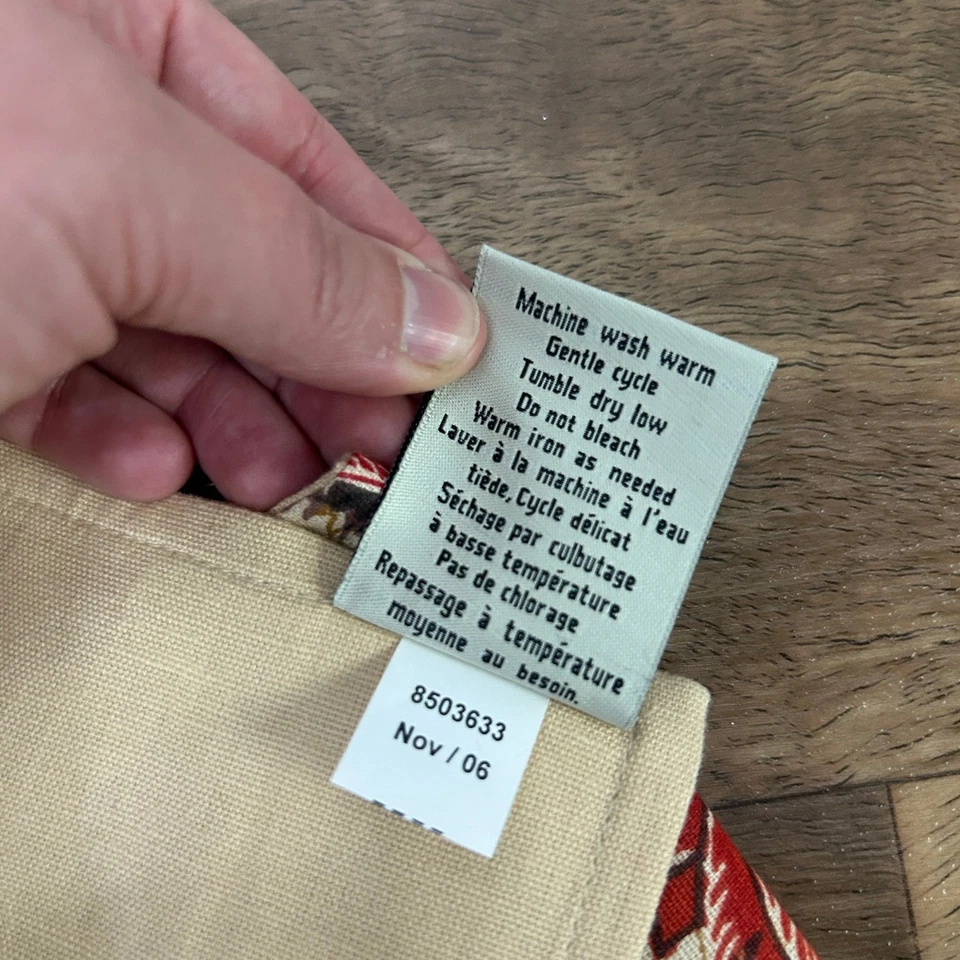 Machine wash warm
Gentle cycle
Tumble dry low
Do not bleach
Warm iron as needed
Laver à la machine à l'eau
tiède, Cycle délicat
Séchage par culbutage
à basse température
Pas de chlorage
Repassage à température
moyenne au besoin.
8503633
Nov / 06